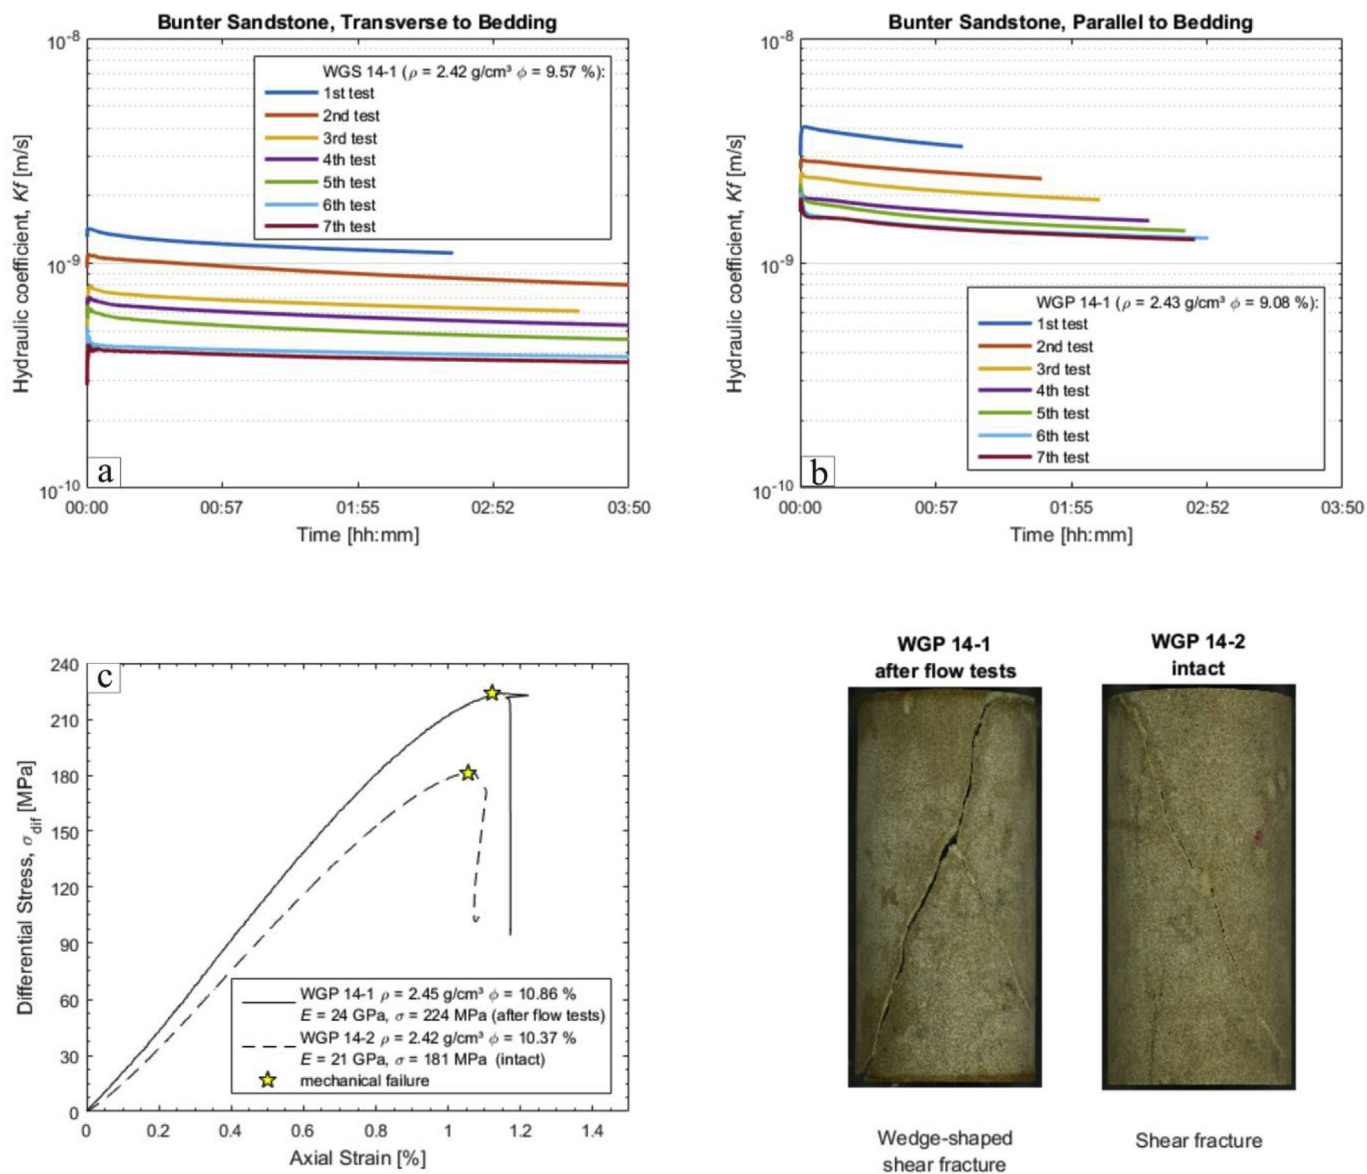 Bunter Sandstone, Transverse to Bedding
10⁻⁸
WGS 14-1 (ρ = 2.42 g/cm³ ϕ = 9.57 %):
1st test
2nd test
3rd test
4th test
5th test
6th test
7th test
Hydraulic coefficient, Kf [m/s]
10⁻⁹
10⁻¹⁰
a
00:00 00:57 01:55 02:52 03:50
Time [hh:mm]
Bunter Sandstone, Parallel to Bedding
10⁻⁸
Hydraulic coefficient, Kf [m/s]
10⁻⁹
WGP 14-1 (ρ = 2.43 g/cm³ ϕ = 9.08 %):
1st test
2nd test
3rd test
4th test
5th test
6th test
7th test
b
10⁻¹⁰
00:00 00:57 01:55 02:52 03:50
Time [hh:mm]
c
240
210
180
150
120
90
60
30
0
Differential Stress, σdif [MPa]
WGP 14-1 ρ = 2.45 g/cm³ ϕ = 10.86 %
E = 24 GPa, σ = 224 MPa (after flow tests)
WGP 14-2 ρ = 2.42 g/cm³ ϕ = 10.37 %
E = 21 GPa, σ = 181 MPa (intact)
mechanical failure
0 0.2 0.4 0.6 0.8 1 1.2 1.4
Axial Strain [%]
WGP 14-1
after flow tests
Wedge-shaped
shear fracture
WGP 14-2
intact
Shear fracture